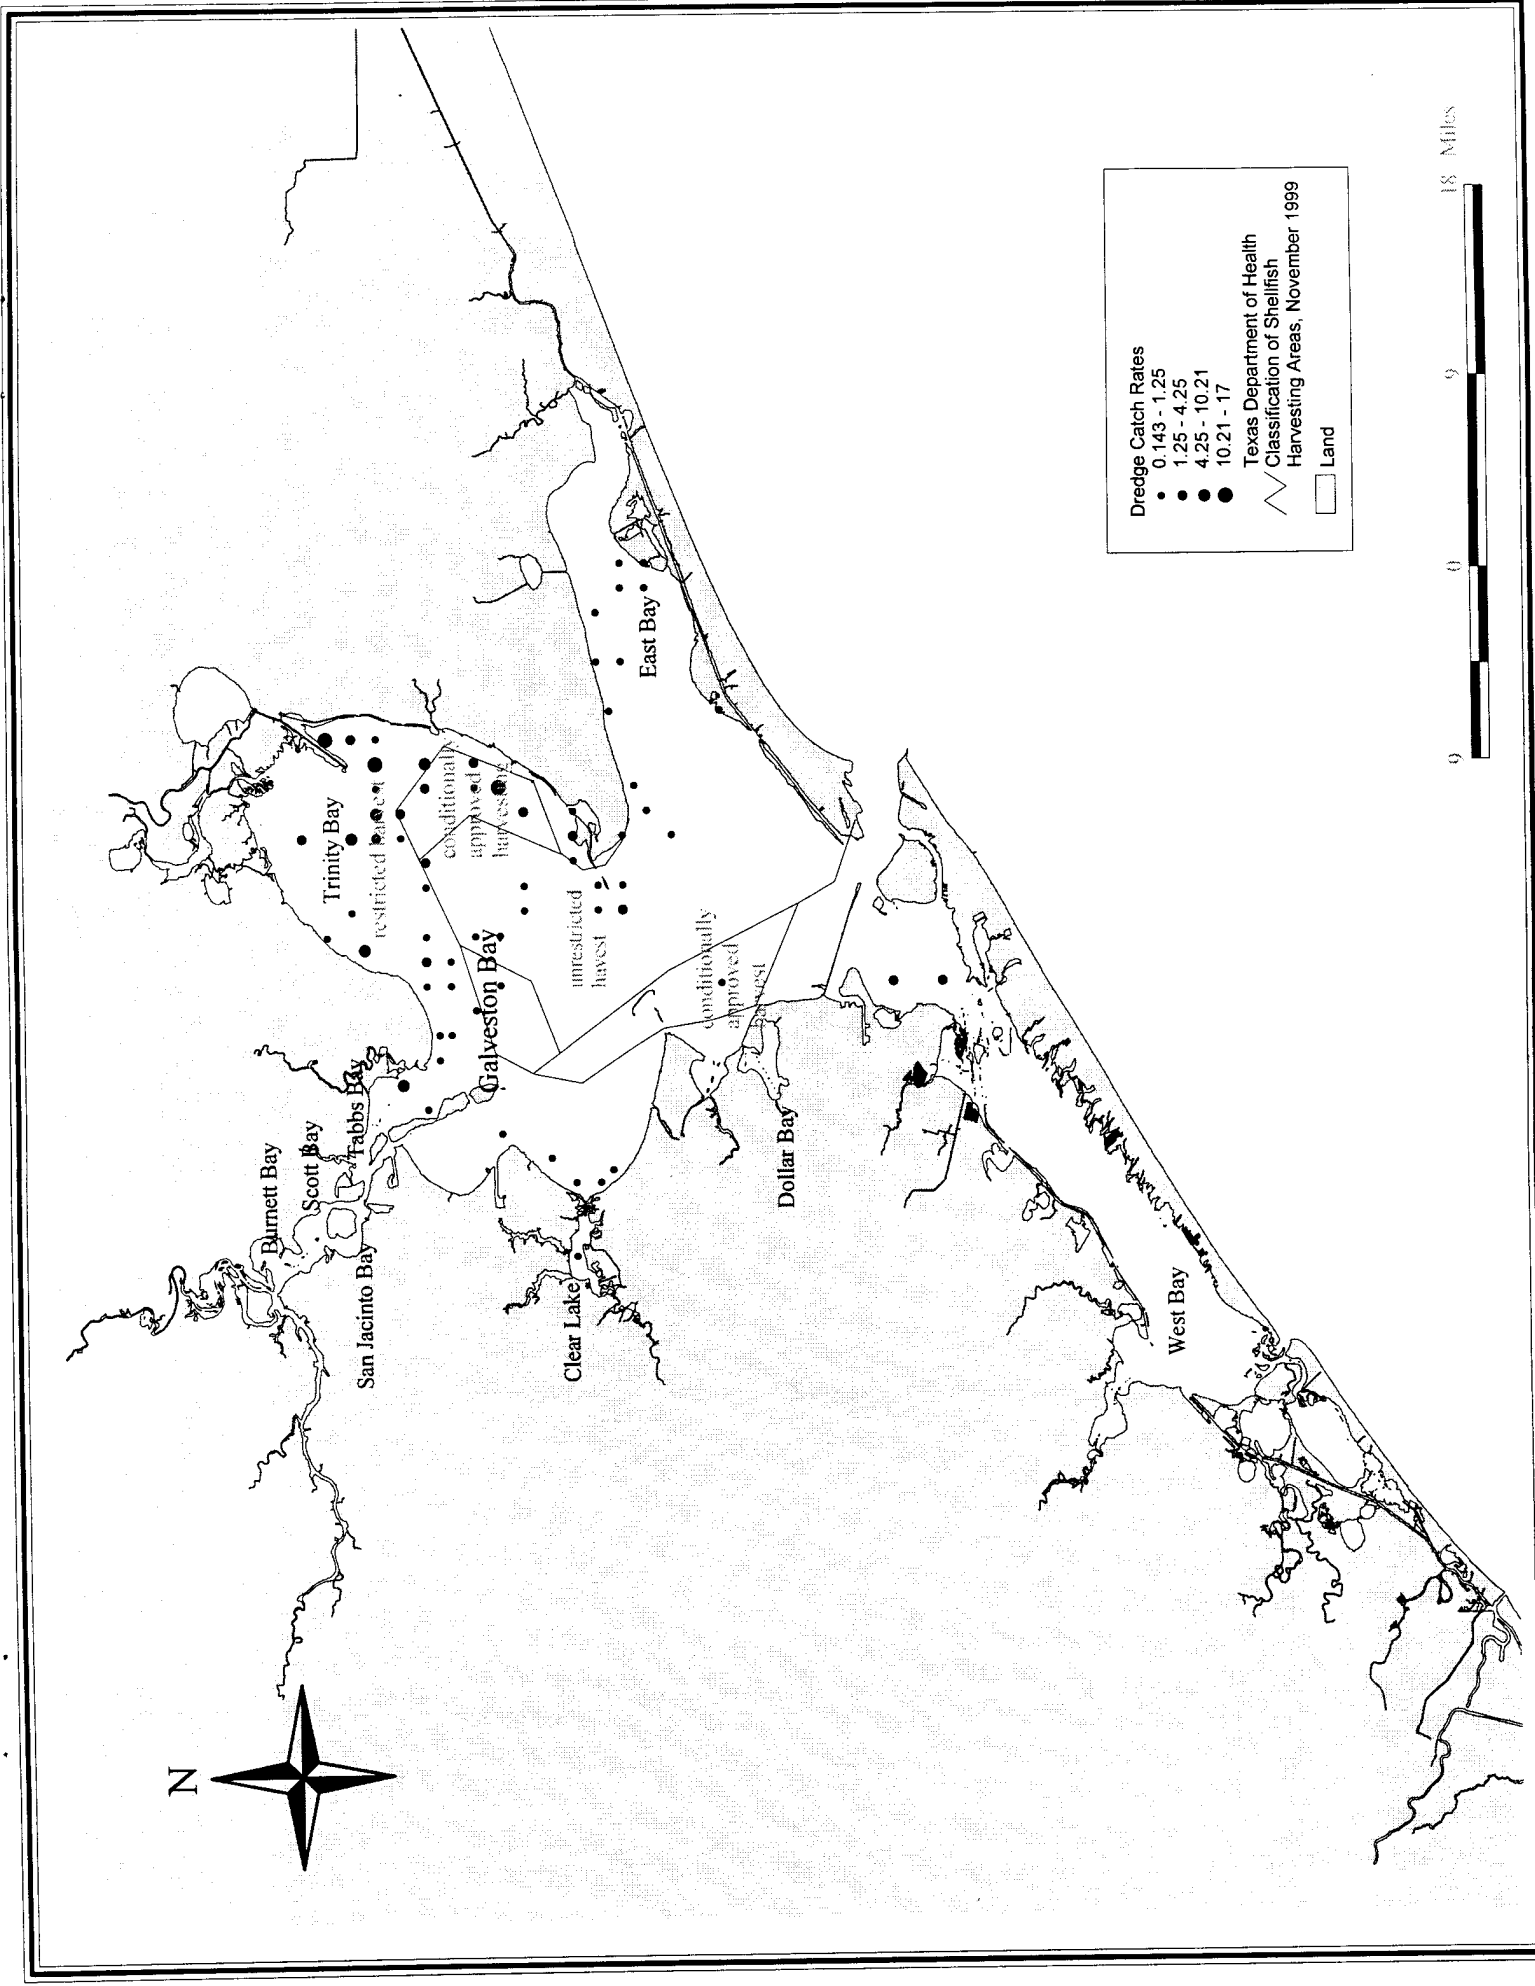 N
Burnett Bay
Scott Bay
Tabbs Bay
San Jacinto Bay
Trinity Bay
restricted havest
conditionally
approved
harvesting
Galveston Bay
unrestricted
havest
Clear Lake
East Bay
conditionally
approved
harvest
Dollar Bay
West Bay
Dredge Catch Rates
0.143 - 1.25
1.25 - 4.25
4.25 - 10.21
10.21 - 17
Texas Department of Health
Classification of Shellfish
Harvesting Areas, November 1999
Land
9 0 9 18 Miles